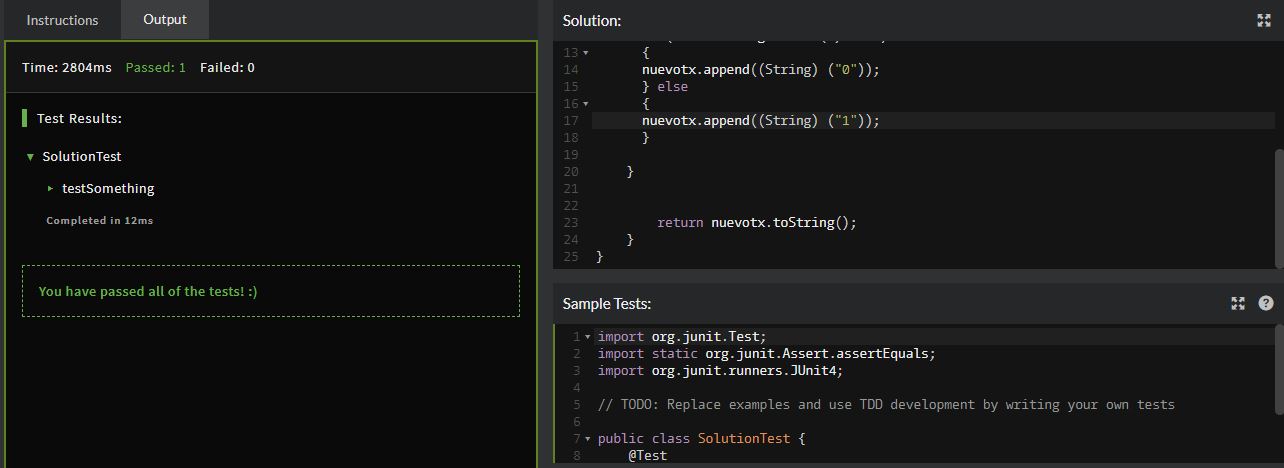 Instructions
Output
Time: 2804ms Passed: 1 Failed: 0
Test Results:
SolutionTest
testSomething
Completed in 12ms
You have passed all of the tests! :)
Solution:
13 {
14 nuevotx.append((String) ("0"));
15 } else
16 {
17 nuevotx.append((String) ("1"));
18 }
19
20 }
21
22
23 return nuevotx.toString();
24 }
25 }
Sample Tests:
1 import org.junit.Test;
2 import static org.junit.Assert.assertEquals;
3 import org.junit.runners.JUnit4;
4
5 // TODO: Replace examples and use TDD development by writing your own tests
6
7 public class SolutionTest {
8 @Test